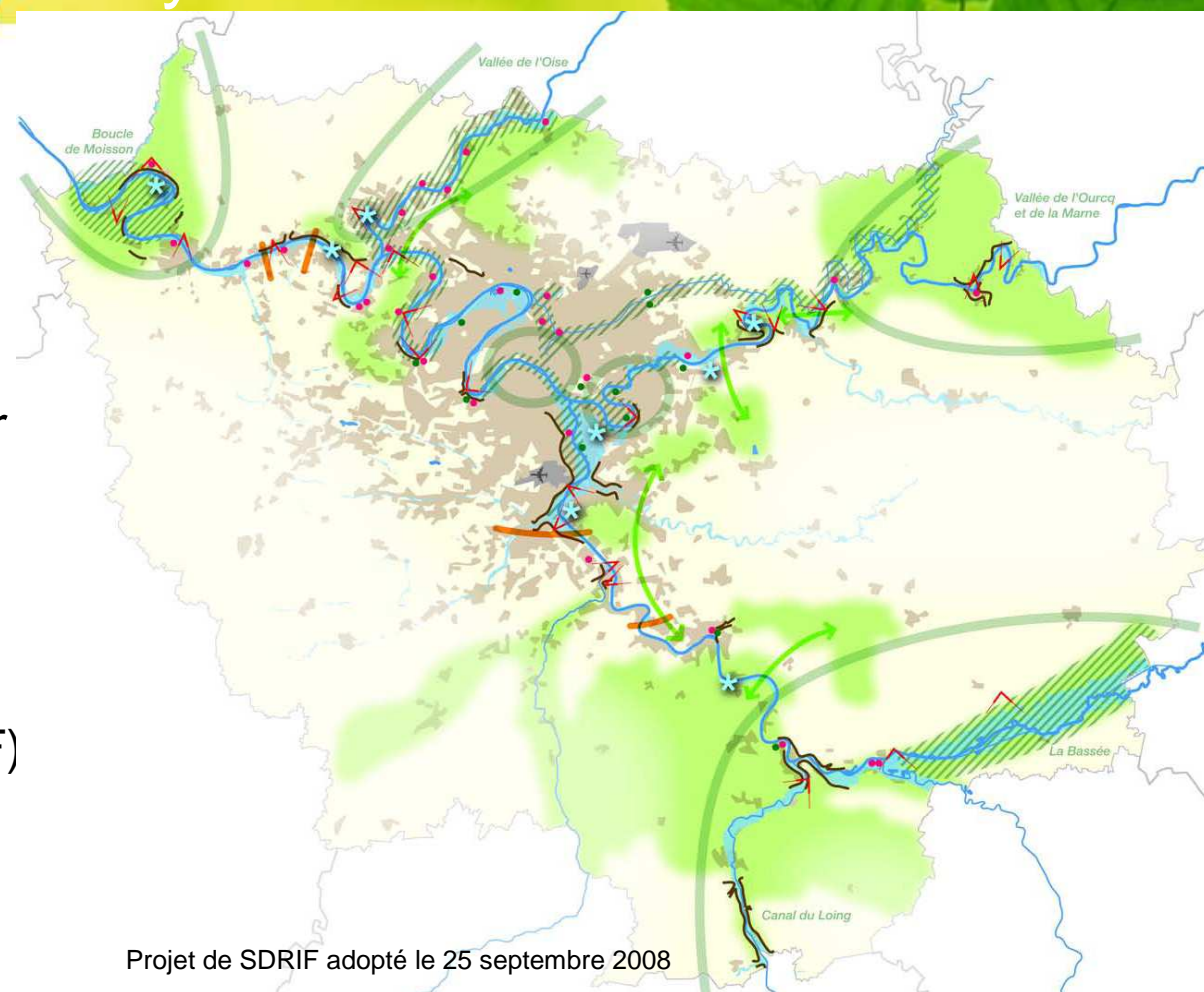 Vallée de l'Oise
Boucle
de Moisson
Vallée de l'Ourcq
et de la Marne
La Bassée
Canal du Loing
F)
Projet de SDRIF adopté le 25 septembre 2008